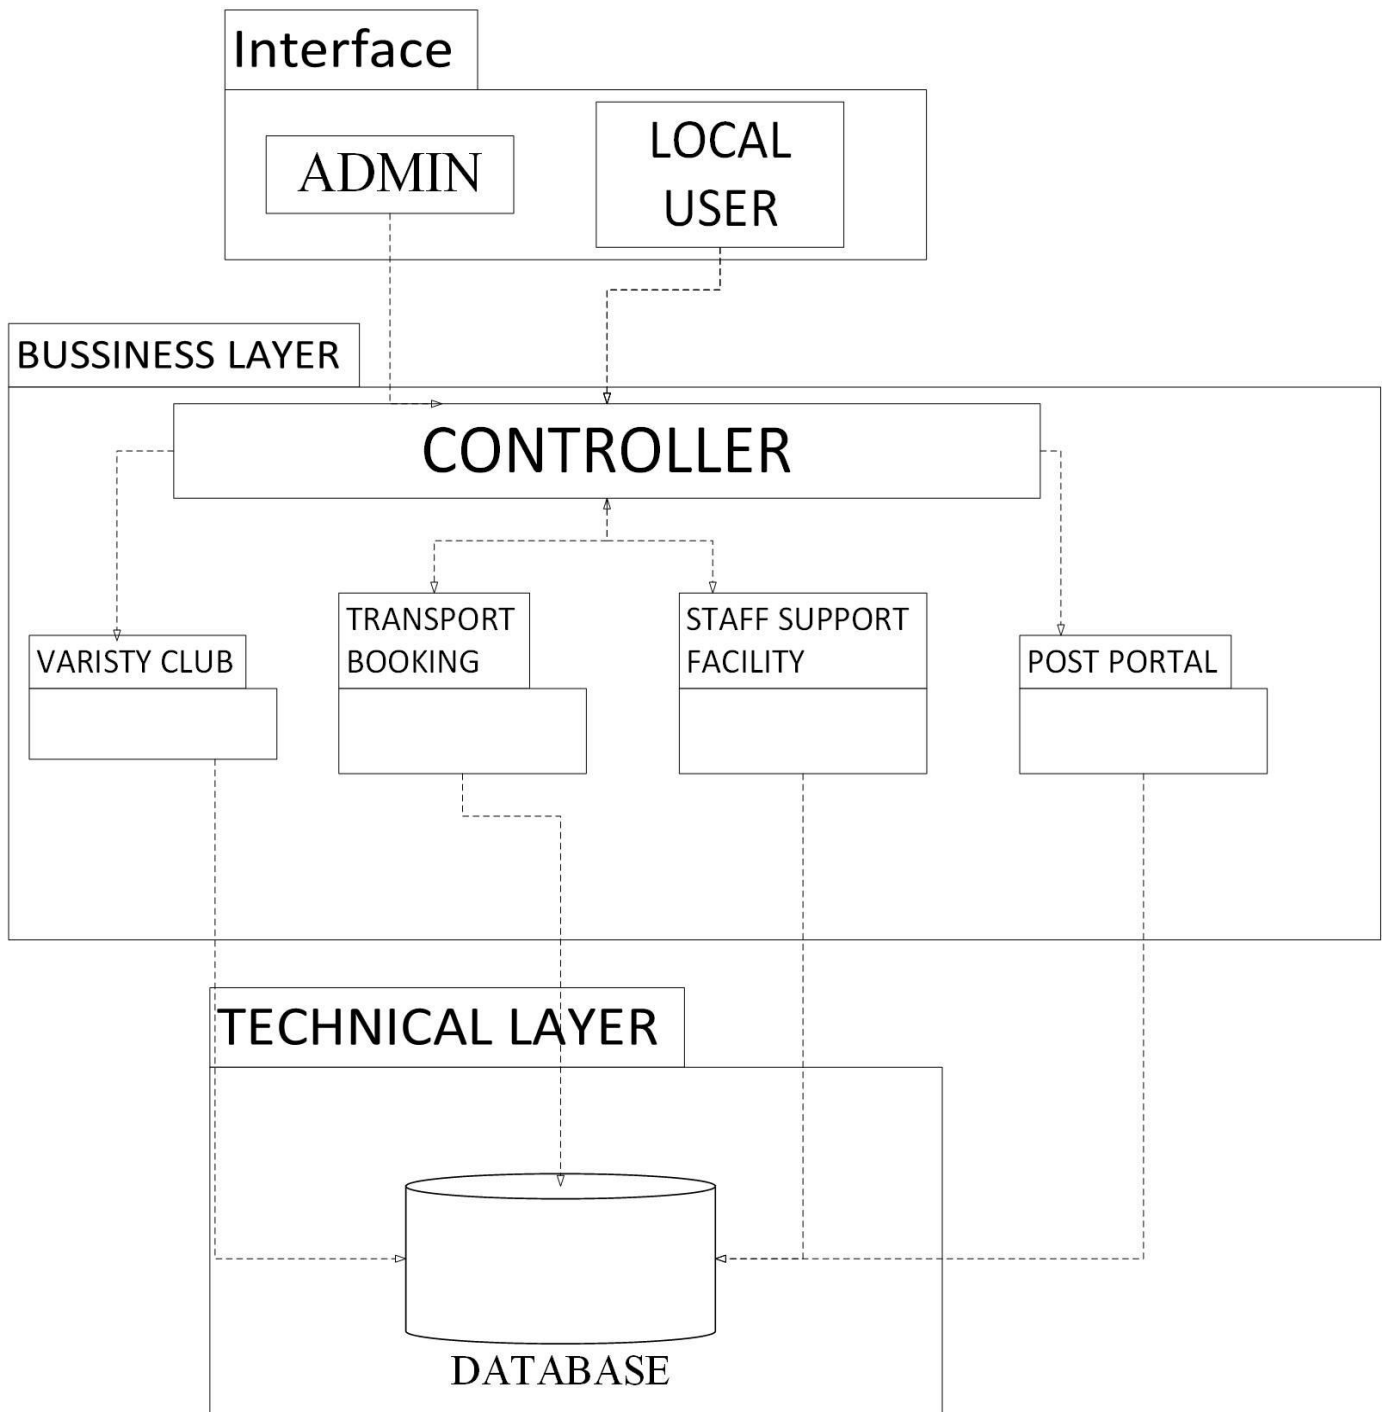 Interface
ADMIN
LOCAL
USER
BUSSINESS LAYER
CONTROLLER
VARISTY CLUB
TRANSPORT
BOOKING
STAFF SUPPORT
FACILITY
POST PORTAL
TECHNICAL LAYER
DATABASE